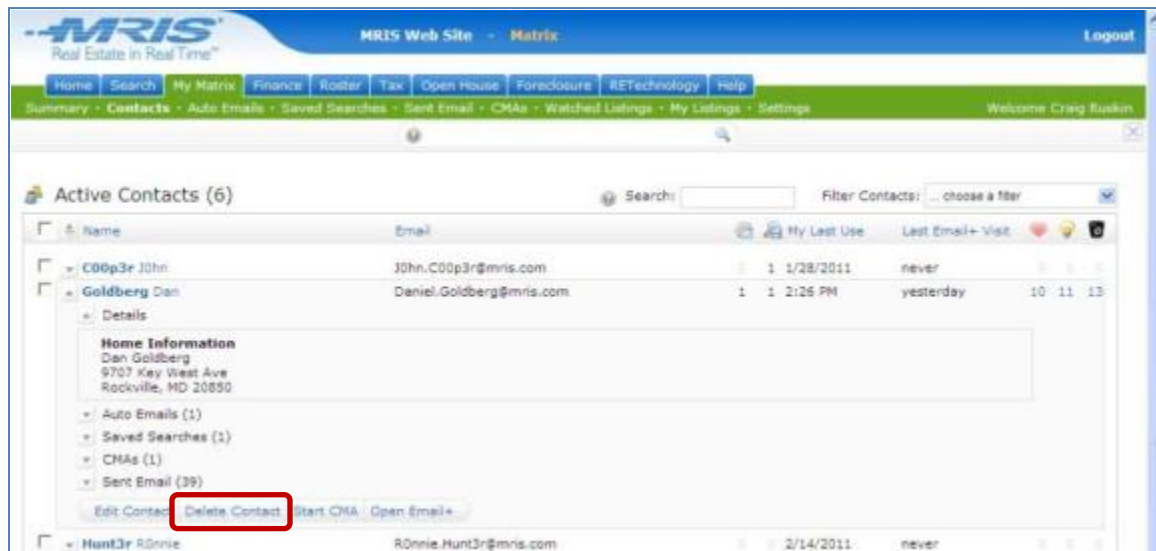 MRIS
Real Estate in Real Time™
MRIS Web Site - Matrix
Logout
Home Search My Matrix Finance Roster Tax Open House Foreclosure RETechnology Help
Summary · Contacts · Auto Emails · Saved Searches · Sent Email · CMAs · Watched Listings · My Listings · Settings Welcome Craig Ruskin
Active Contacts (6) Search: Filter Contacts: ... choose a filter
Name Email My Last Use Last Email+ Visit
C00p3r J0hn J0hn.C00p3r@mris.com 1 1/28/2011 never
Goldberg Dan Daniel.Goldberg@mris.com 1 1 2:26 PM yesterday 10 11 13
Details
Home Information
Dan Goldberg
9707 Key West Ave
Rockville, MD 20850
Auto Emails (1)
Saved Searches (1)
CMAs (1)
Sent Email (39)
Edit Contact Delete Contact Start CMA Open Email+
Hunt3r R0nnie R0nnie.Hunt3r@mris.com 2/14/2011 never